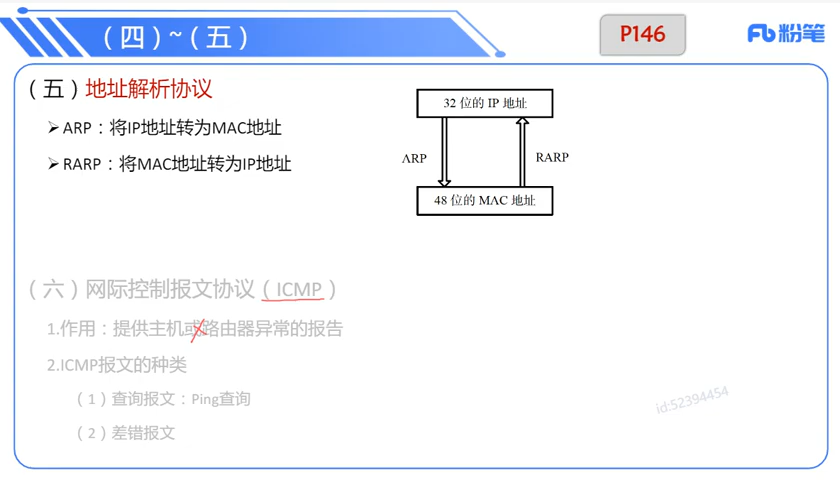 （四）~（五）
P146
粉笔
（五）地址解析协议
➢ARP：将IP地址转为MAC地址
➢RARP：将MAC地址转为IP地址
32 位的 IP 地址
ARP
RARP
48 位的 MAC 地址
（六）网际控制报文协议（ICMP）
1.作用：提供主机或路由器异常的报告
2.ICMP报文的种类
（1）查询报文：Ping查询
（2）差错报文
id:52394454